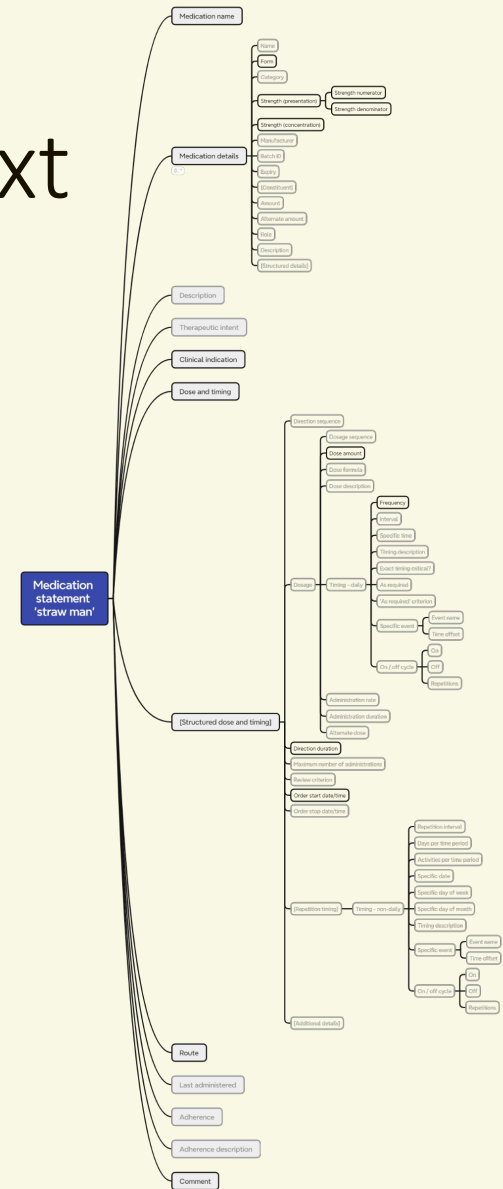 Medication name
xt
Name
Form
Category
Strength (presentation)
Strength numerator
Strength denominator
Strength (concentration)
Medication details
Manufacturer
Batch ID
Expiry
[Constituent]
Amount
Alternate amount
Role
Description
[Structured details]
Description
Therapeutic intent
Clinical indication
Dose and timing
Medication
statement
'straw man'
[Structured dose and timing]
Direction sequence
Dosage
Dosage sequence
Dose amount
Dose formula
Dose description
Timing - daily
Frequency
Interval
Specific time
Timing description
Exact timing critical?
As required
'As required' criterion
Specific event
Event name
Time offset
On / off cycle
On
Off
Repetitions
Administration rate
Administration duration
Alternate dose
Direction duration
Maximum number of administrations
Review criterion
Order start date/time
Order stop date/time
[Repetition timing]
Timing - non-daily
Repetition interval
Days per time period
Activities per time period
Specific date
Specific day of week
Specific day of month
Timing description
Specific event
Event name
Time offset
On / off cycle
On
Off
Repetitions
[Additional details]
Route
Last administered
Adherence
Adherence description
Comment